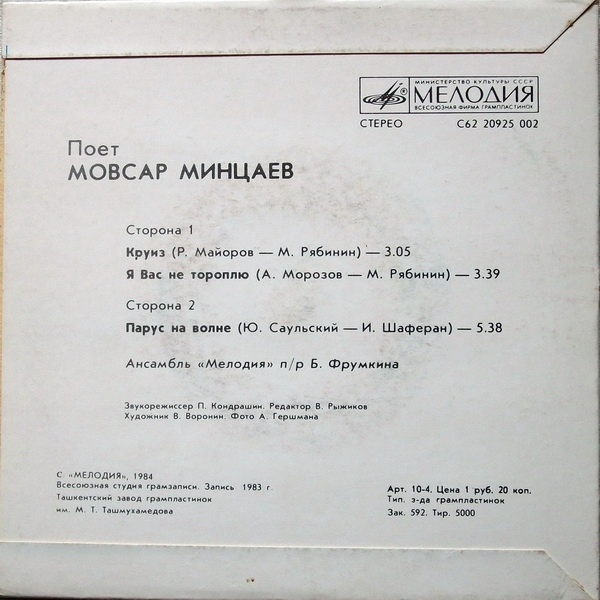 МИНИСТЕРСТВО КУЛЬТУРЫ СССР
МЕЛОДИЯ
ВСЕСОЮЗНАЯ ФИРМА ГРАМПЛАСТИНОК
СТЕРЕО С62 20925 002
Поет
МОВСАР МИНЦАЕВ
Сторона 1
Круиз (Р. Майоров — М. Рябинин) — 3.05
Я Вас не тороплю (А. Морозов — М. Рябинин) — 3.39
Сторона 2
Парус на волне (Ю. Саульский — И. Шаферан) — 5.38
Ансамбль «Мелодия» п/р Б. Фрумкина
Звукорежиссер П. Кондрашин. Редактор В. Рыжиков
Художник В. Воронин. Фото А. Гершмана
С «МЕЛОДИЯ», 1984
Всесоюзная студия грамзаписи. Запись 1983 г.
Ташкентский завод грампластинок
им. М. Т. Ташмухамедова
Арт. 10-4. Цена 1 руб. 20 коп.
Тип. з-да грампластинок
Зак. 592. Тир. 5000